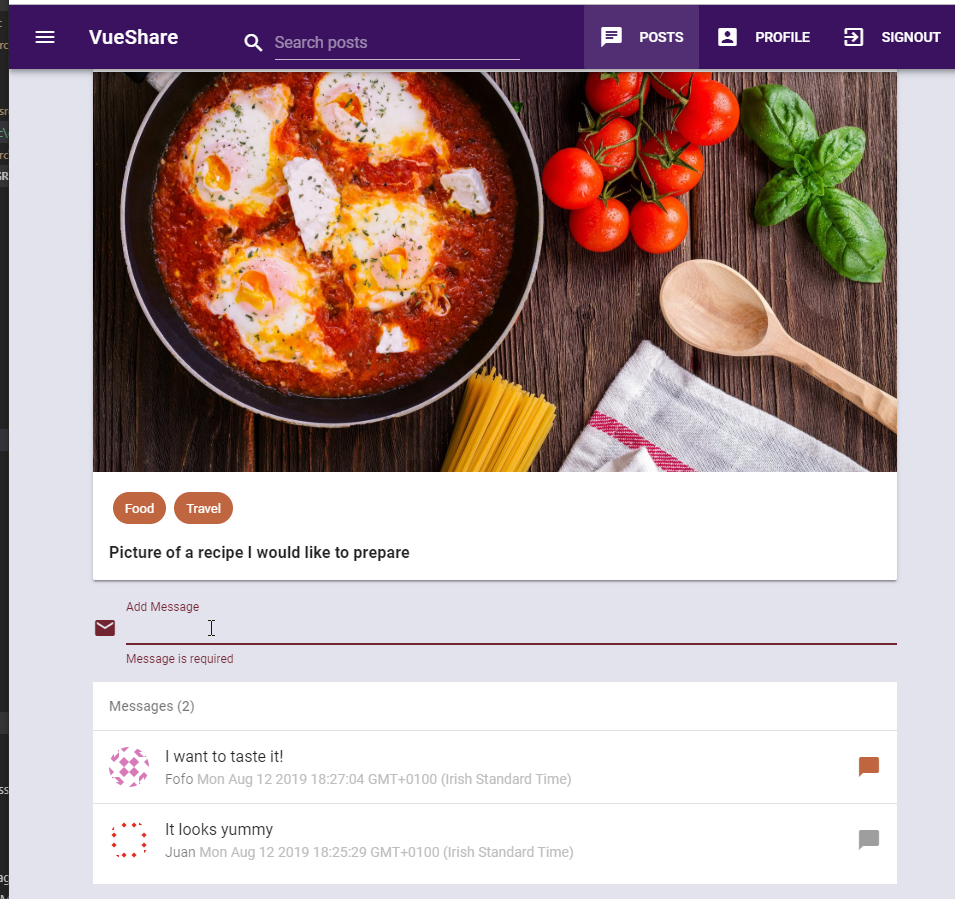 VueShare
Search posts
POSTS
PROFILE
SIGNOUT
Food
Travel
Picture of a recipe I would like to prepare
Add Message
Message is required
Messages (2)
I want to taste it!
Fofo Mon Aug 12 2019 18:27:04 GMT+0100 (Irish Standard Time)
It looks yummy
Juan Mon Aug 12 2019 18:25:29 GMT+0100 (Irish Standard Time)